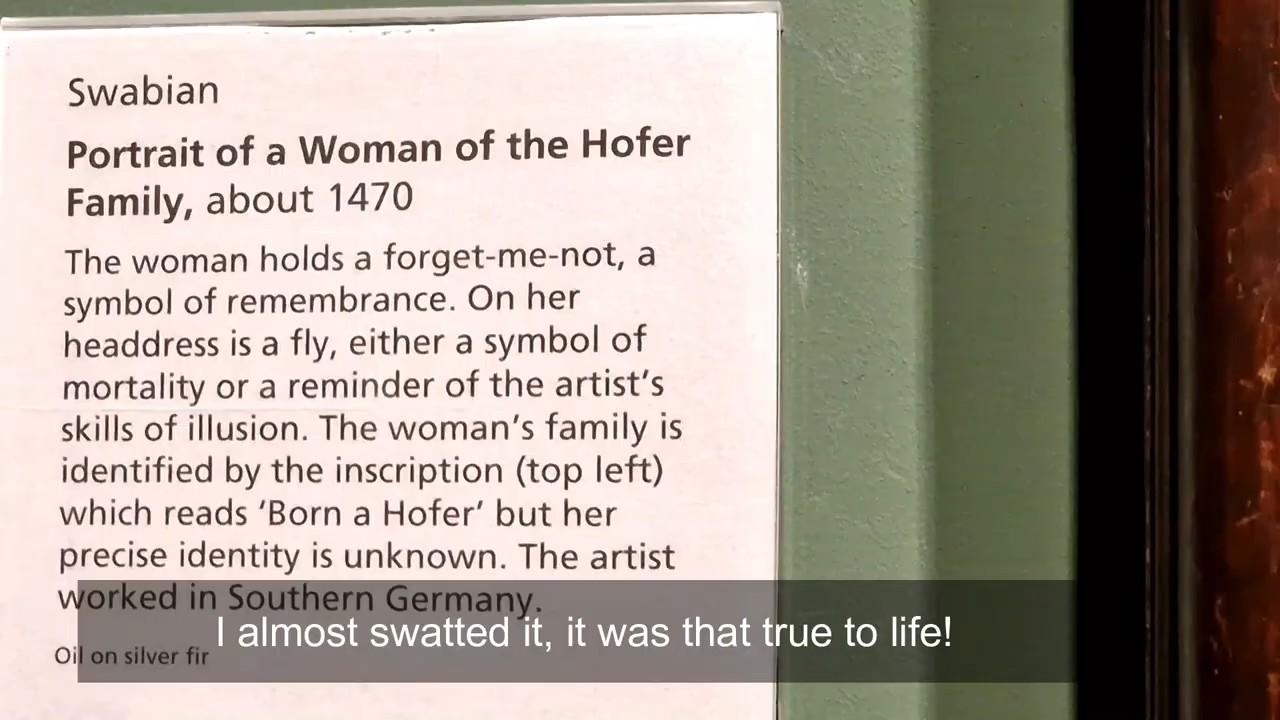 Swabian
Portrait of a Woman of the Hofer
Family, about 1470
The woman holds a forget-me-not, a
symbol of remembrance. On her
headdress is a fly, either a symbol of
mortality or a reminder of the artist's
skills of illusion. The woman's family is
identified by the inscription (top left)
which reads 'Born a Hofer' but her
precise identity is unknown. The artist
worked in Southern Germany.
I almost swatted it, it was that true to life!
Oil on silver fir